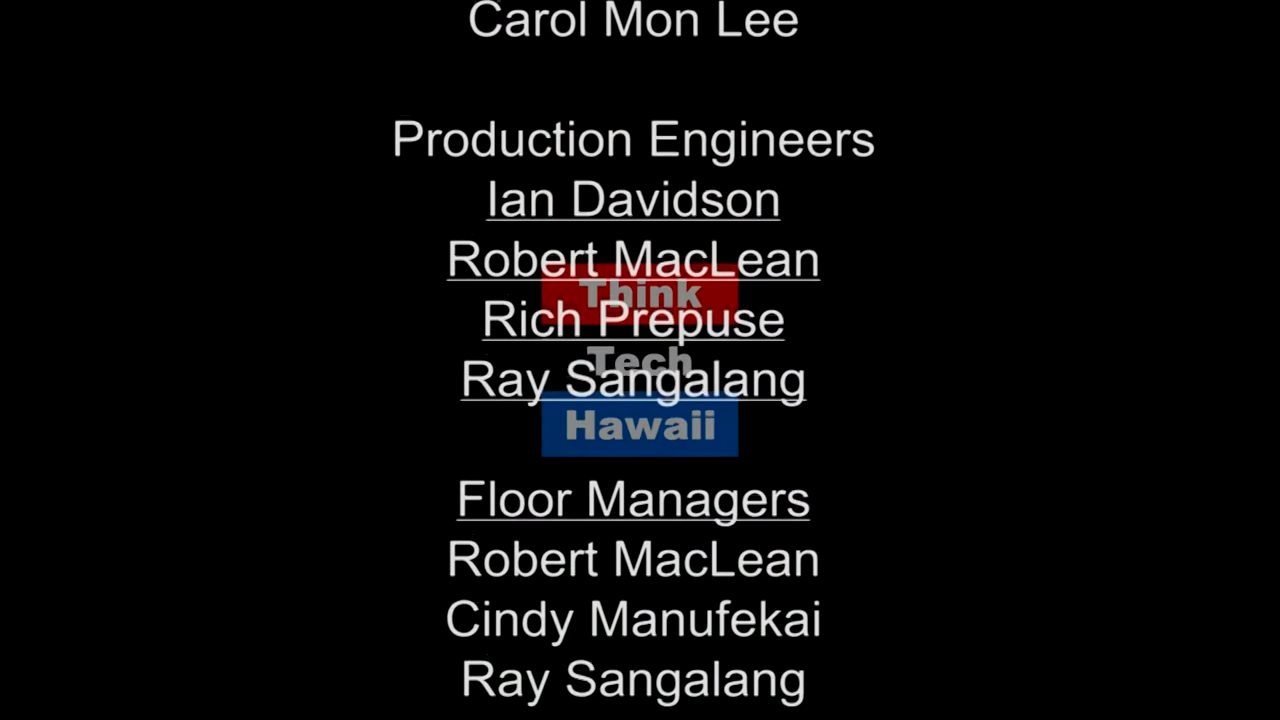 Carol Mon Lee
Production Engineers
Ian Davidson
Robert MacLean
Think
Rich Prepuse
Tech
Ray Sangalang
Hawaii
Floor Managers
Robert MacLean
Cindy Manufekai
Ray Sangalang